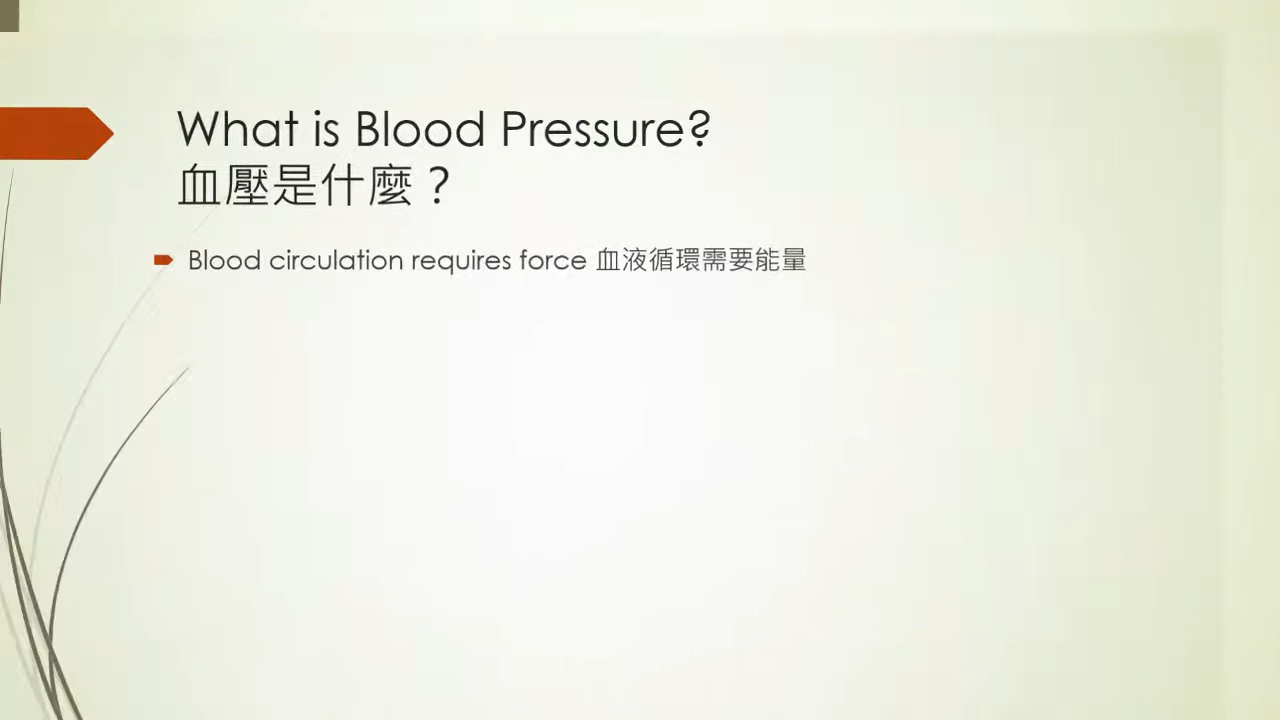 What is Blood Pressure?
血壓是什麼？
Blood circulation requires force 血液循環需要能量